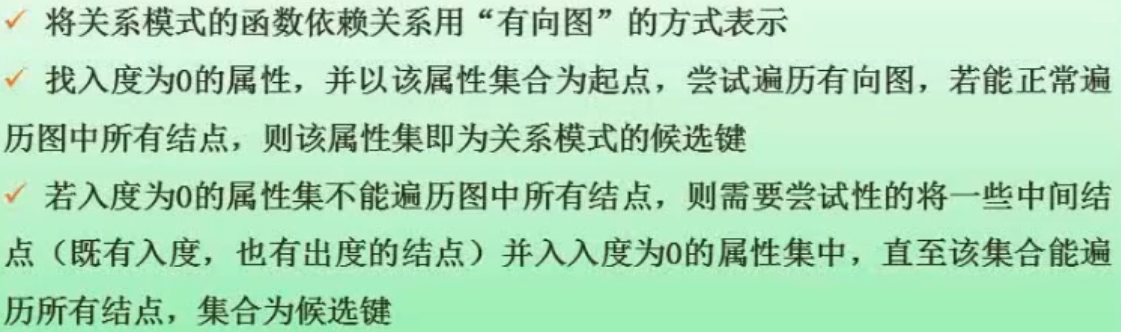 ✓ 将关系模式的函数依赖关系用“有向图”的方式表示
✓ 找入度为0的属性，并以该属性集合为起点，尝试遍历有向图，若能正常遍
历图中所有结点，则该属性集即为关系模式的候选键
✓ 若入度为0的属性集不能遍历图中所有结点，则需要尝试性的将一些中间结
点（既有入度，也有出度的结点）并入入度为0的属性集中，直至该集合能遍
历所有结点，集合为候选键